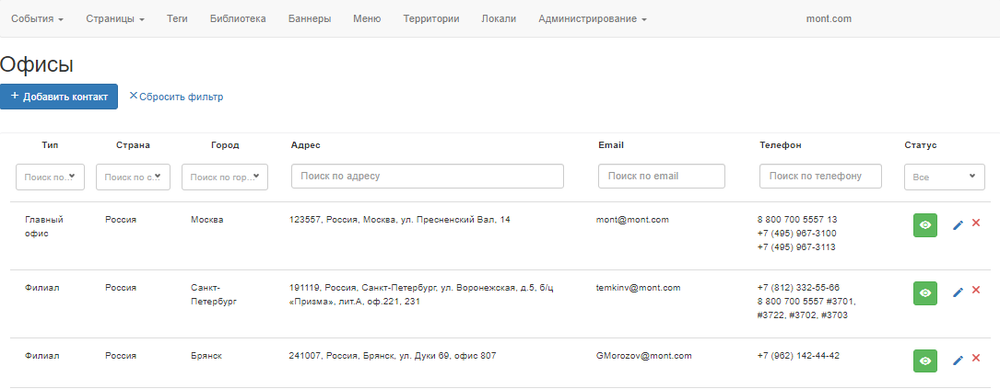 События Страницы Теги Библиотека Баннеры Меню Территории Локали Администрирование mont.com
Офисы
+ Добавить контакт ×Сбросить фильтр
Тип Страна Город Адрес Email Телефон Статус
Поиск по... Поиск по с... Поиск по гор... Поиск по адресу Поиск по email Поиск по телефону Все
Главный Россия Москва 123557, Россия, Москва, ул. Пресненский Вал, 14 mont@mont.com 8 800 700 5557 13
офис +7 (495) 967-3100
+7 (495) 967-3113
Филиал Россия Санкт- 191119, Россия, Санкт-Петербург, ул. Воронежская, д.5, б/ц temkinv@mont.com +7 (812) 332-55-66
Петербург «Призма», лит.А, оф.221, 231 8 800 700 5557 #3701,
#3722, #3702, #3703
Филиал Россия Брянск 241007, Россия, Брянск, ул. Дуки 69, офис 807 GMorozov@mont.com +7 (962) 142-44-42